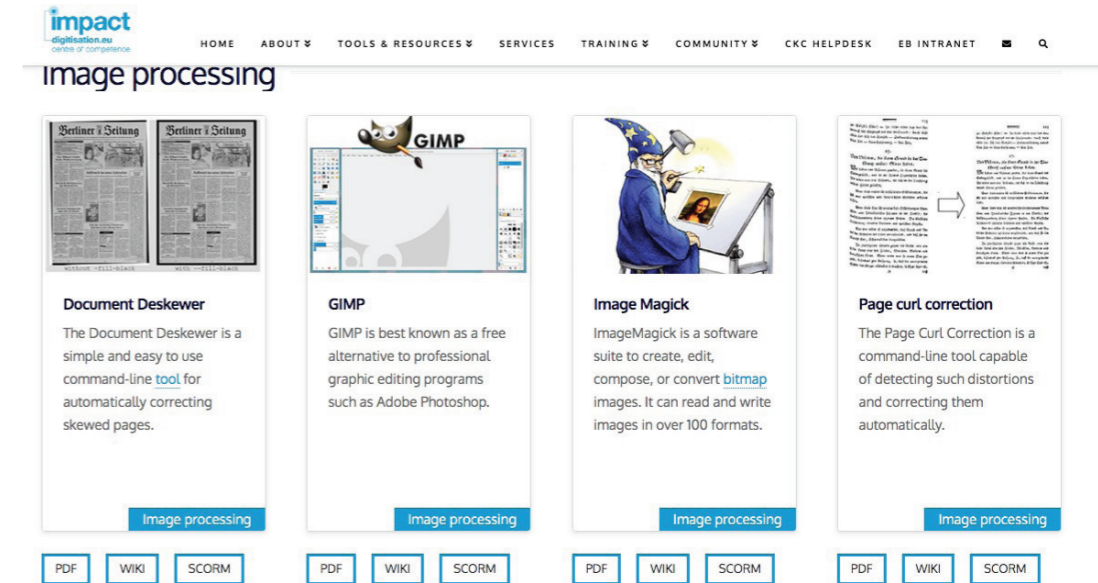 impact
digitisation.eu
centre of competence
HOME ABOUT TOOLS & RESOURCES SERVICES TRAINING COMMUNITY CKC HELPDESK EB INTRANET
Image processing
Berliner Zeitung Berliner Zeitung
without -fill-black with --fill-black
Document Deskewer
The Document Deskewer is a
simple and easy to use
command-line tool for
automatically correcting
skewed pages.
Image processing
PDF WIKI SCORM
GIMP
GIMP
GIMP is best known as a free
alternative to professional
graphic editing programs
such as Adobe Photoshop.
Image processing
PDF WIKI SCORM
Image Magick
ImageMagick is a software
suite to create, edit,
compose, or convert bitmap
images. It can read and write
images in over 100 formats.
Image processing
PDF WIKI SCORM
Page curl correction
The Page Curl Correction is a
command-line tool capable
of detecting such distortions
and correcting them
automatically.
Image processing
PDF WIKI SCORM